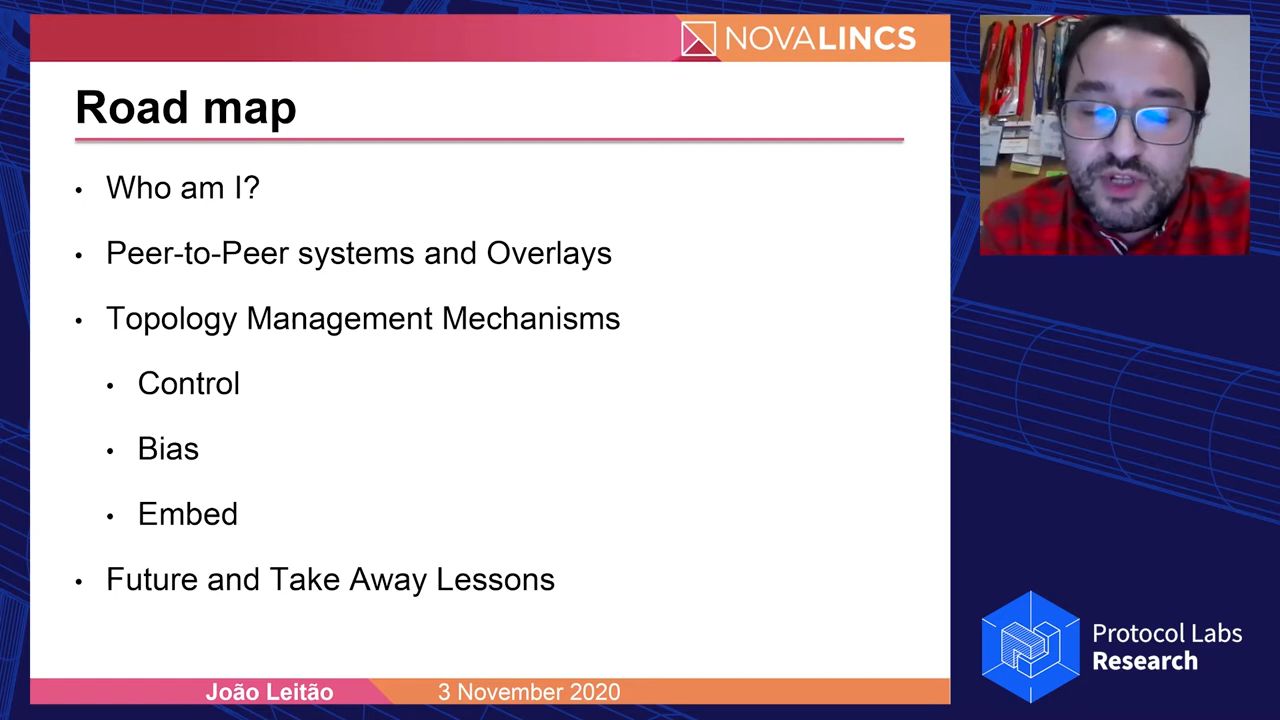 NOVALINCS
Road map
• Who am I?
• Peer-to-Peer systems and Overlays
• Topology Management Mechanisms
• Control
• Bias
• Embed
• Future and Take Away Lessons
João Leitão
3 November 2020
Protocol Labs
Research